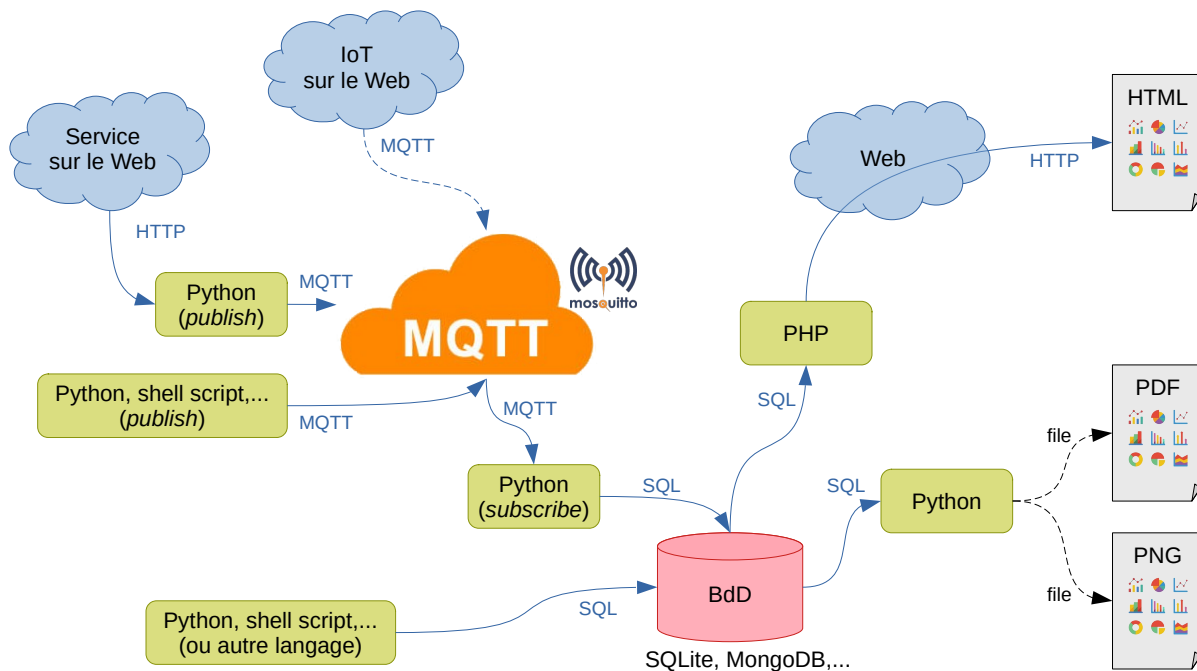 IoT
sur le Web
Service
sur le Web
MQTT
HTTP
Web
HTTP
HTML
Python
(publish)
MQTT
MQTT
mosquitto
PHP
Python, shell script,...
(publish)
MQTT
MQTT
SQL
PDF
file
Python
(subscribe)
SQL
SQL
Python
PNG
file
BdD
Python, shell script,...
(ou autre langage)
SQL
SQLite, MongoDB,...